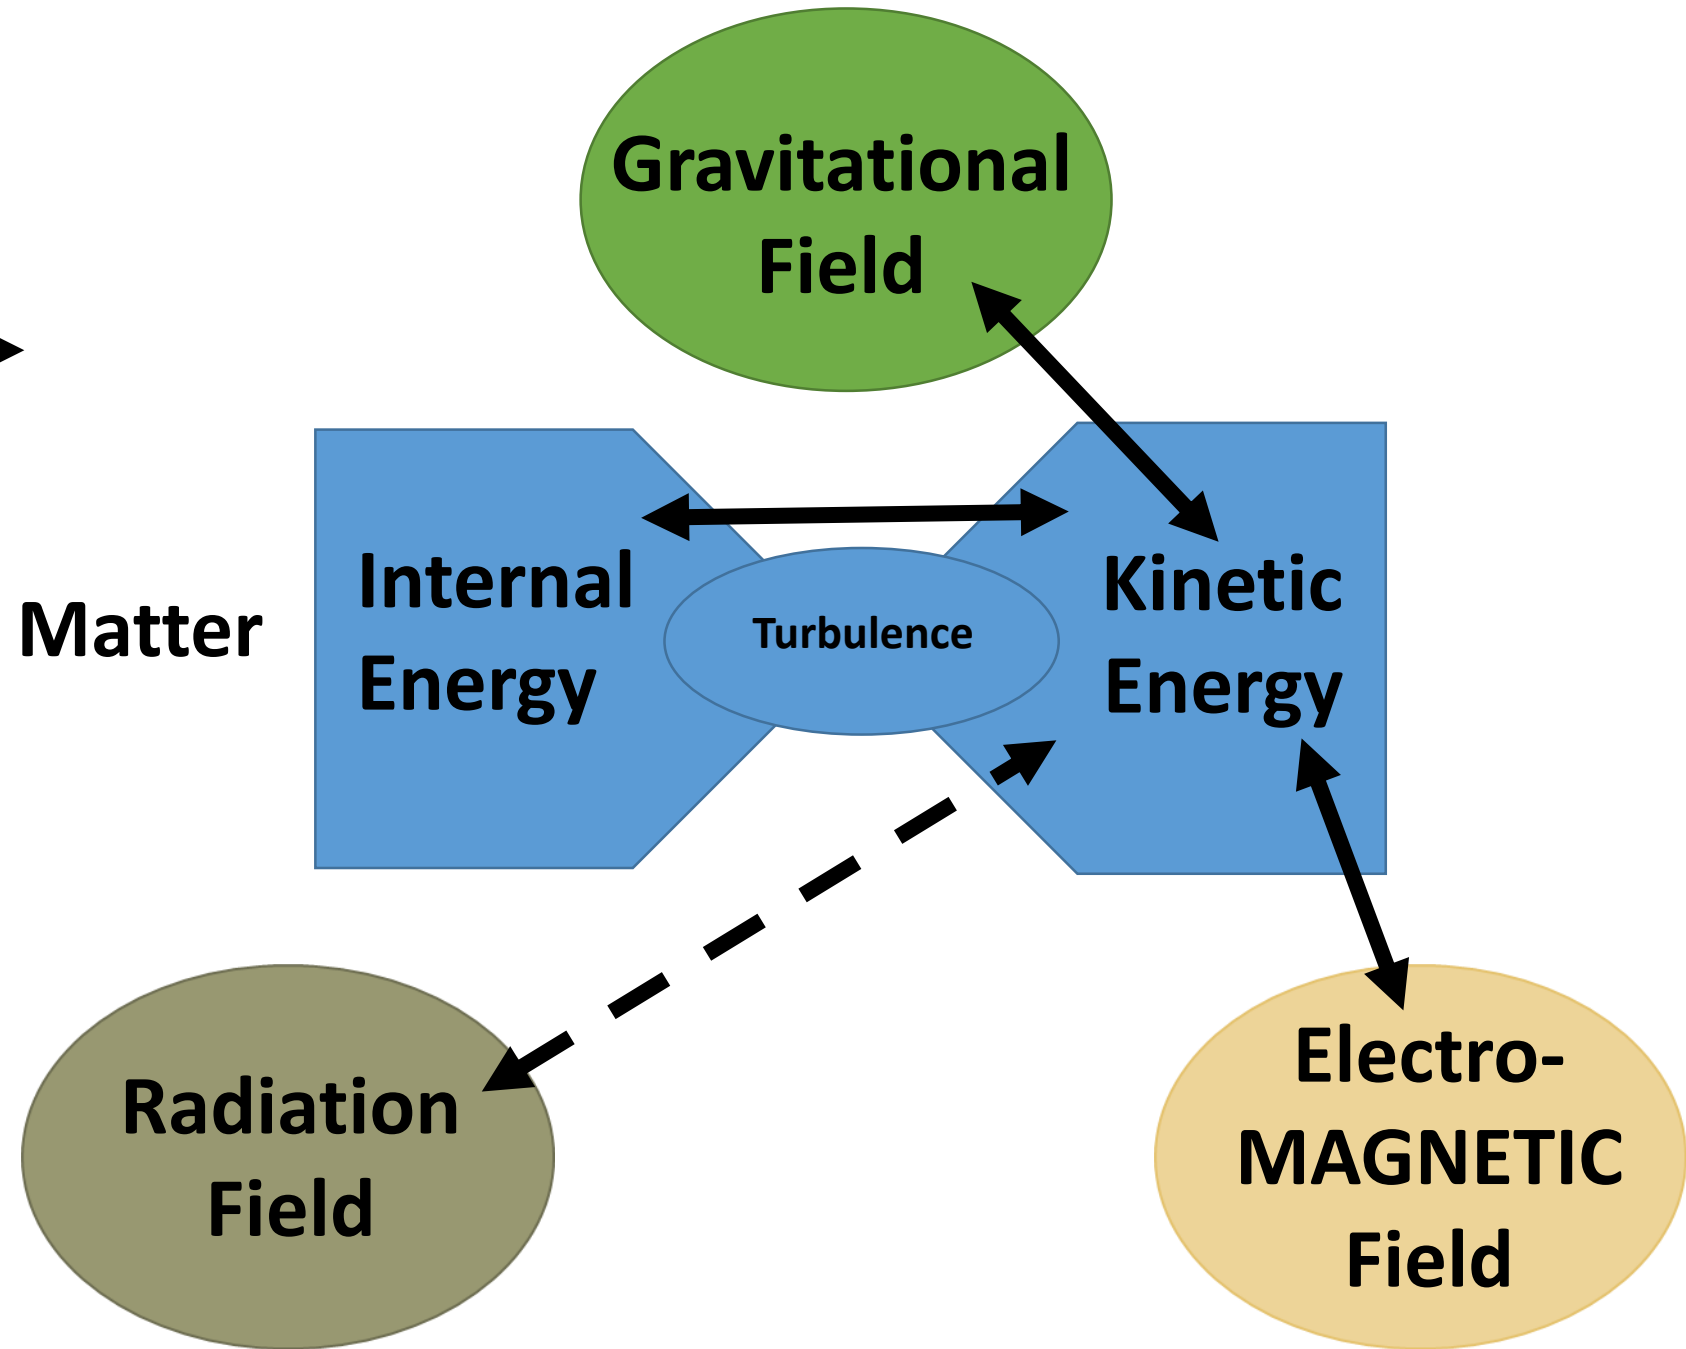 Gravitational
Field
Matter
Internal
Energy
Turbulence
Kinetic
Energy
Radiation
Field
Electro-
MAGNETIC
Field